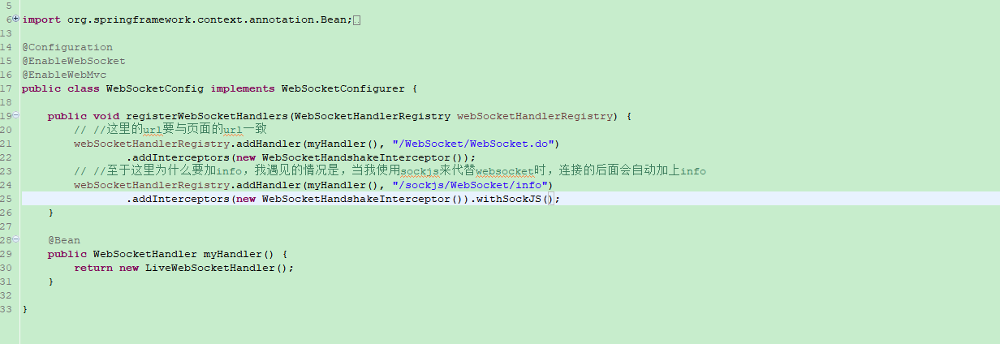 5
6 import org.springframework.context.annotation.Bean;
13
14 @Configuration
15 @EnableWebSocket
16 @EnableWebMvc
17 public class WebSocketConfig implements WebSocketConfigurer {
18
19     public void registerWebSocketHandlers(WebSocketHandlerRegistry webSocketHandlerRegistry) {
20         // //这里的url要与页面的url一致
21         webSocketHandlerRegistry.addHandler(myHandler(), "/WebSocket/WebSocket.do")
22                 .addInterceptors(new WebSocketHandshakeInterceptor());
23         // //至于这里为什么要加info，我遇见的情况是，当我使用sockjs来代替websocket时，连接的后面会自动加上info
24         webSocketHandlerRegistry.addHandler(myHandler(), "/sockjs/WebSocket/info")
25                 .addInterceptors(new WebSocketHandshakeInterceptor()).withSockJS();
26     }
27
28     @Bean
29     public WebSocketHandler myHandler() {
30         return new LiveWebSocketHandler();
31     }
32
33 }